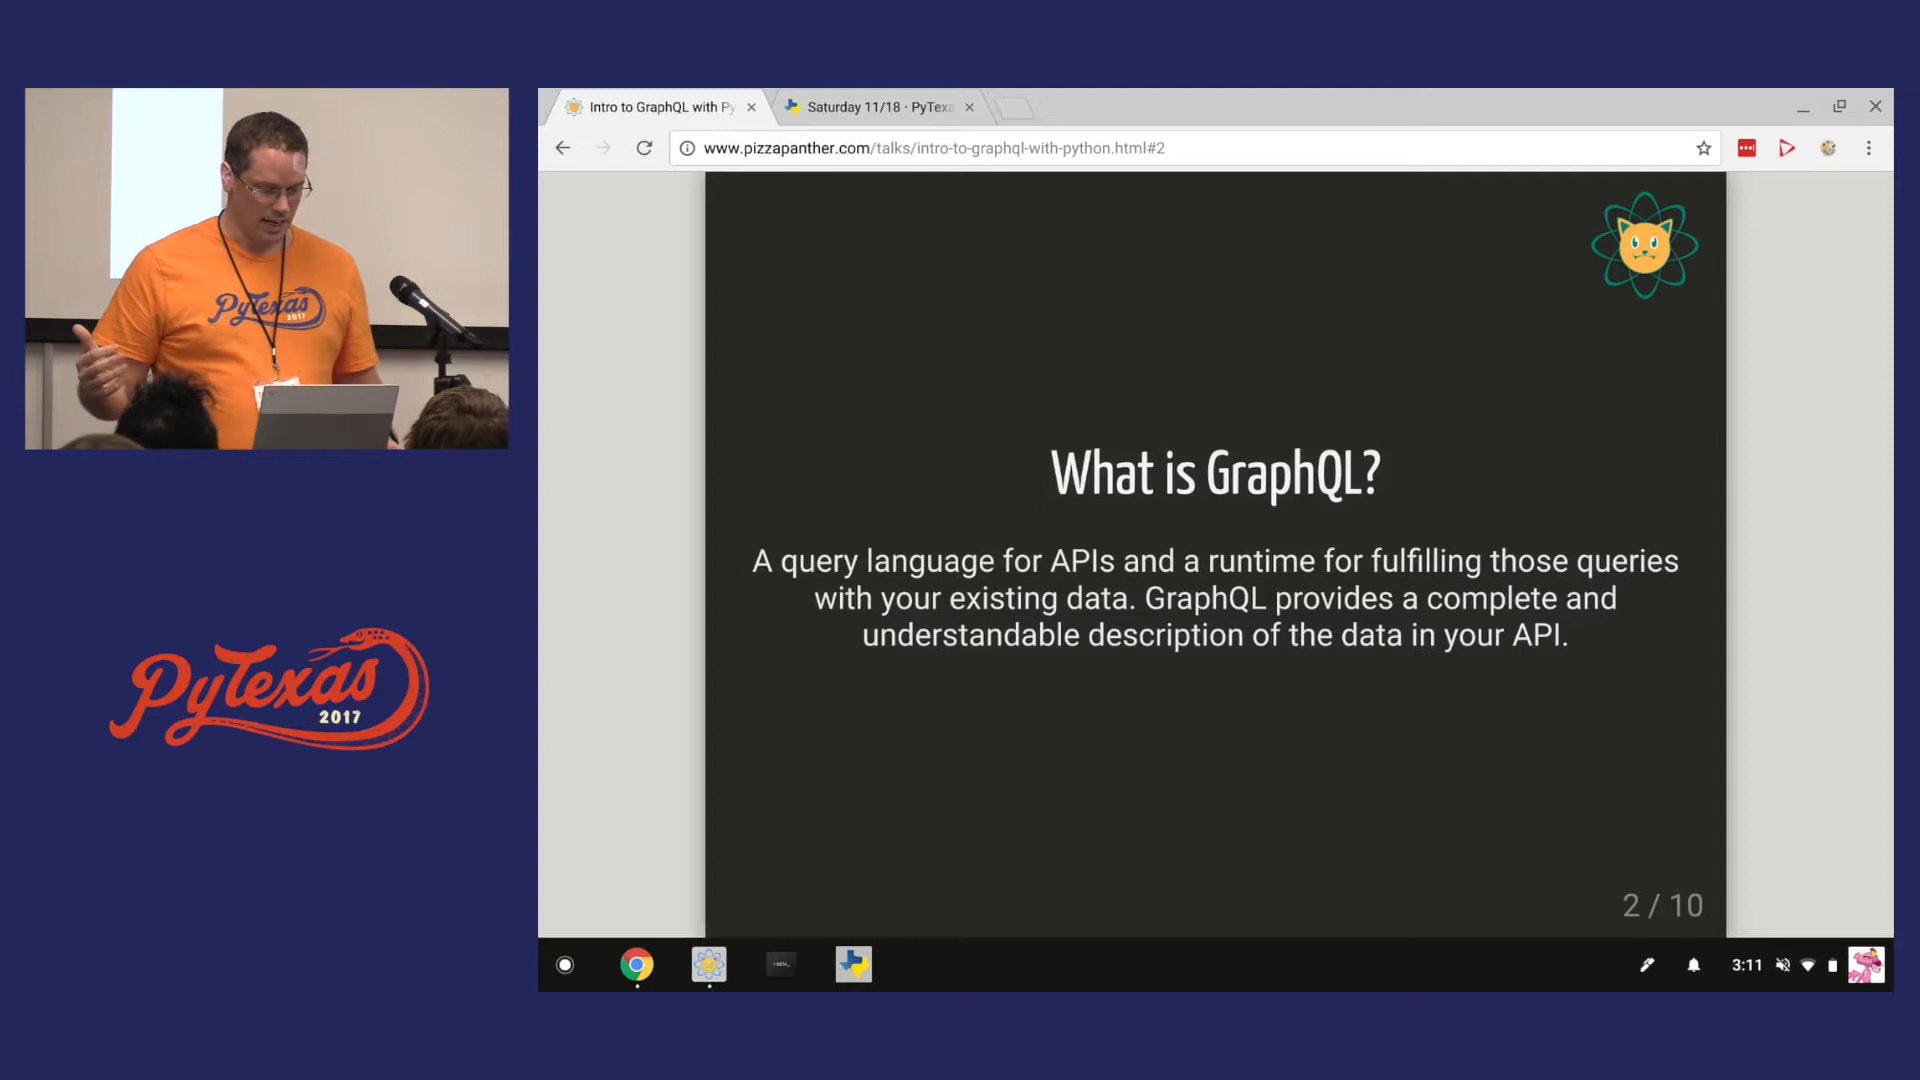 PyTexas
2017
PyTexas
2017
Intro to GraphQL with Py
Saturday 11/18 · PyTexa
www.pizzapanther.com/talks/intro-to-graphql-with-python.html#2
What is GraphQL?
A query language for APIs and a runtime for fulfilling those queries
with your existing data. GraphQL provides a complete and
understandable description of the data in your API.
2 / 10
3:11